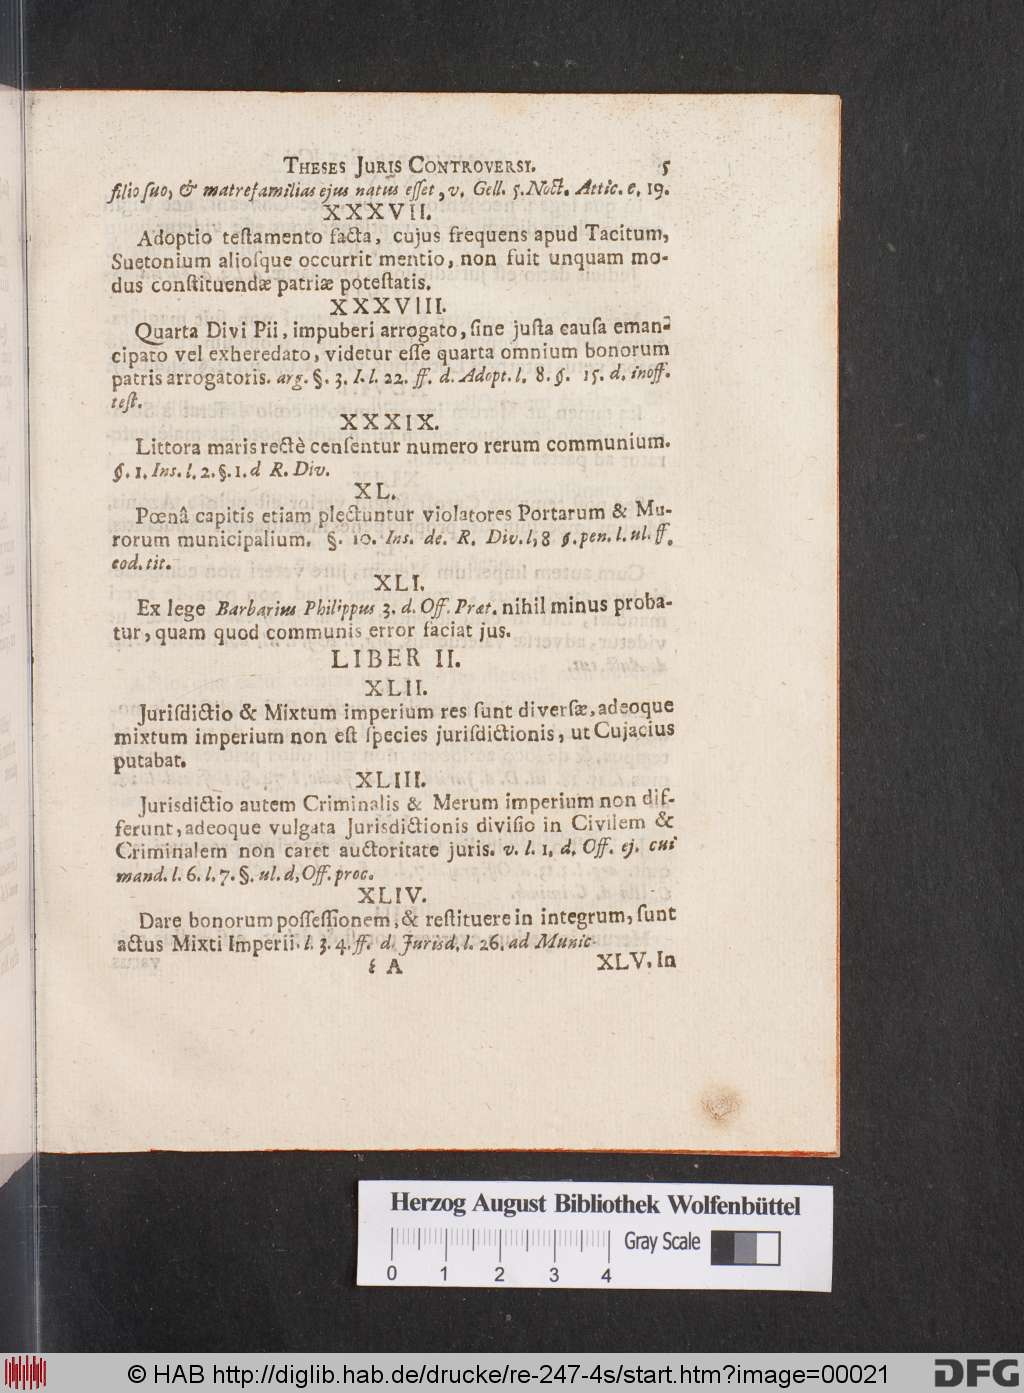 THESES JURIS CONTROVERSI. 5
filio ſuo, & matrefamilias ejus natus eſſet, v. Gell. 5. Noct. Attic. c. 19.
XXXVII.
Adoptio teſtamento facta, cujus frequens apud Tacitum,
Suetonium alioſque occurrit mentio, non fuit unquam mo-
dus conſtituendæ patriæ poteſtatis.
XXXVIII.
Quarta Divi Pii, impuberi arrogato, ſine juſta cauſa eman-
cipato vel exheredato, videtur eſſe quarta omnium bonorum
patris arrogatoris. arg. §. 3. I. l. 22. ff. d. Adopt. l. 8. §. 15. d. inoff.
teſt.
XXXIX.
Littora maris rectè cenſentur numero rerum communium.
§. 1. Ins. l. 2. §. 1. d R. Div.
XL.
Pœnâ capitis etiam plectuntur violatores Portarum & Mu-
rorum municipalium. §. 10. Ins. de. R. Div. l, 8 §. pen. l. ul. ff.
eod. tit.
XLI.
Ex lege Barbarius Philippus 3. d. Off. Præt. nihil minus proba-
tur, quam quod communis error faciat jus.
LIBER II.
XLII.
Juriſdictio & Mixtum imperium res ſunt diverſæ, adeoque
mixtum imperium non eſt ſpecies juriſdictionis, ut Cujacius
putabat.
XLIII.
Jurisdictio autem Criminalis & Merum imperium non dif-
ferunt, adeoque vulgata Jurisdictionis diviſio in Civilem &
Criminalem non caret auctoritate juris. v. l. 1. d. Off. ej. cui
mand. l. 6. l. 7. §. ul. d, Off. proc.
XLIV.
Dare bonorum poſſeſſionem, & reſtituere in integrum, ſunt
actus Mixti Imperii. l. 3. 4. ff. d. Jurisd. l. 26. ad Munic.
A XLV. In
Herzog August Bibliothek Wolfenbüttel
Gray Scale
0 1 2 3 4
© HAB http://diglib.hab.de/drucke/re-247-4s/start.htm?image=00021
DFG